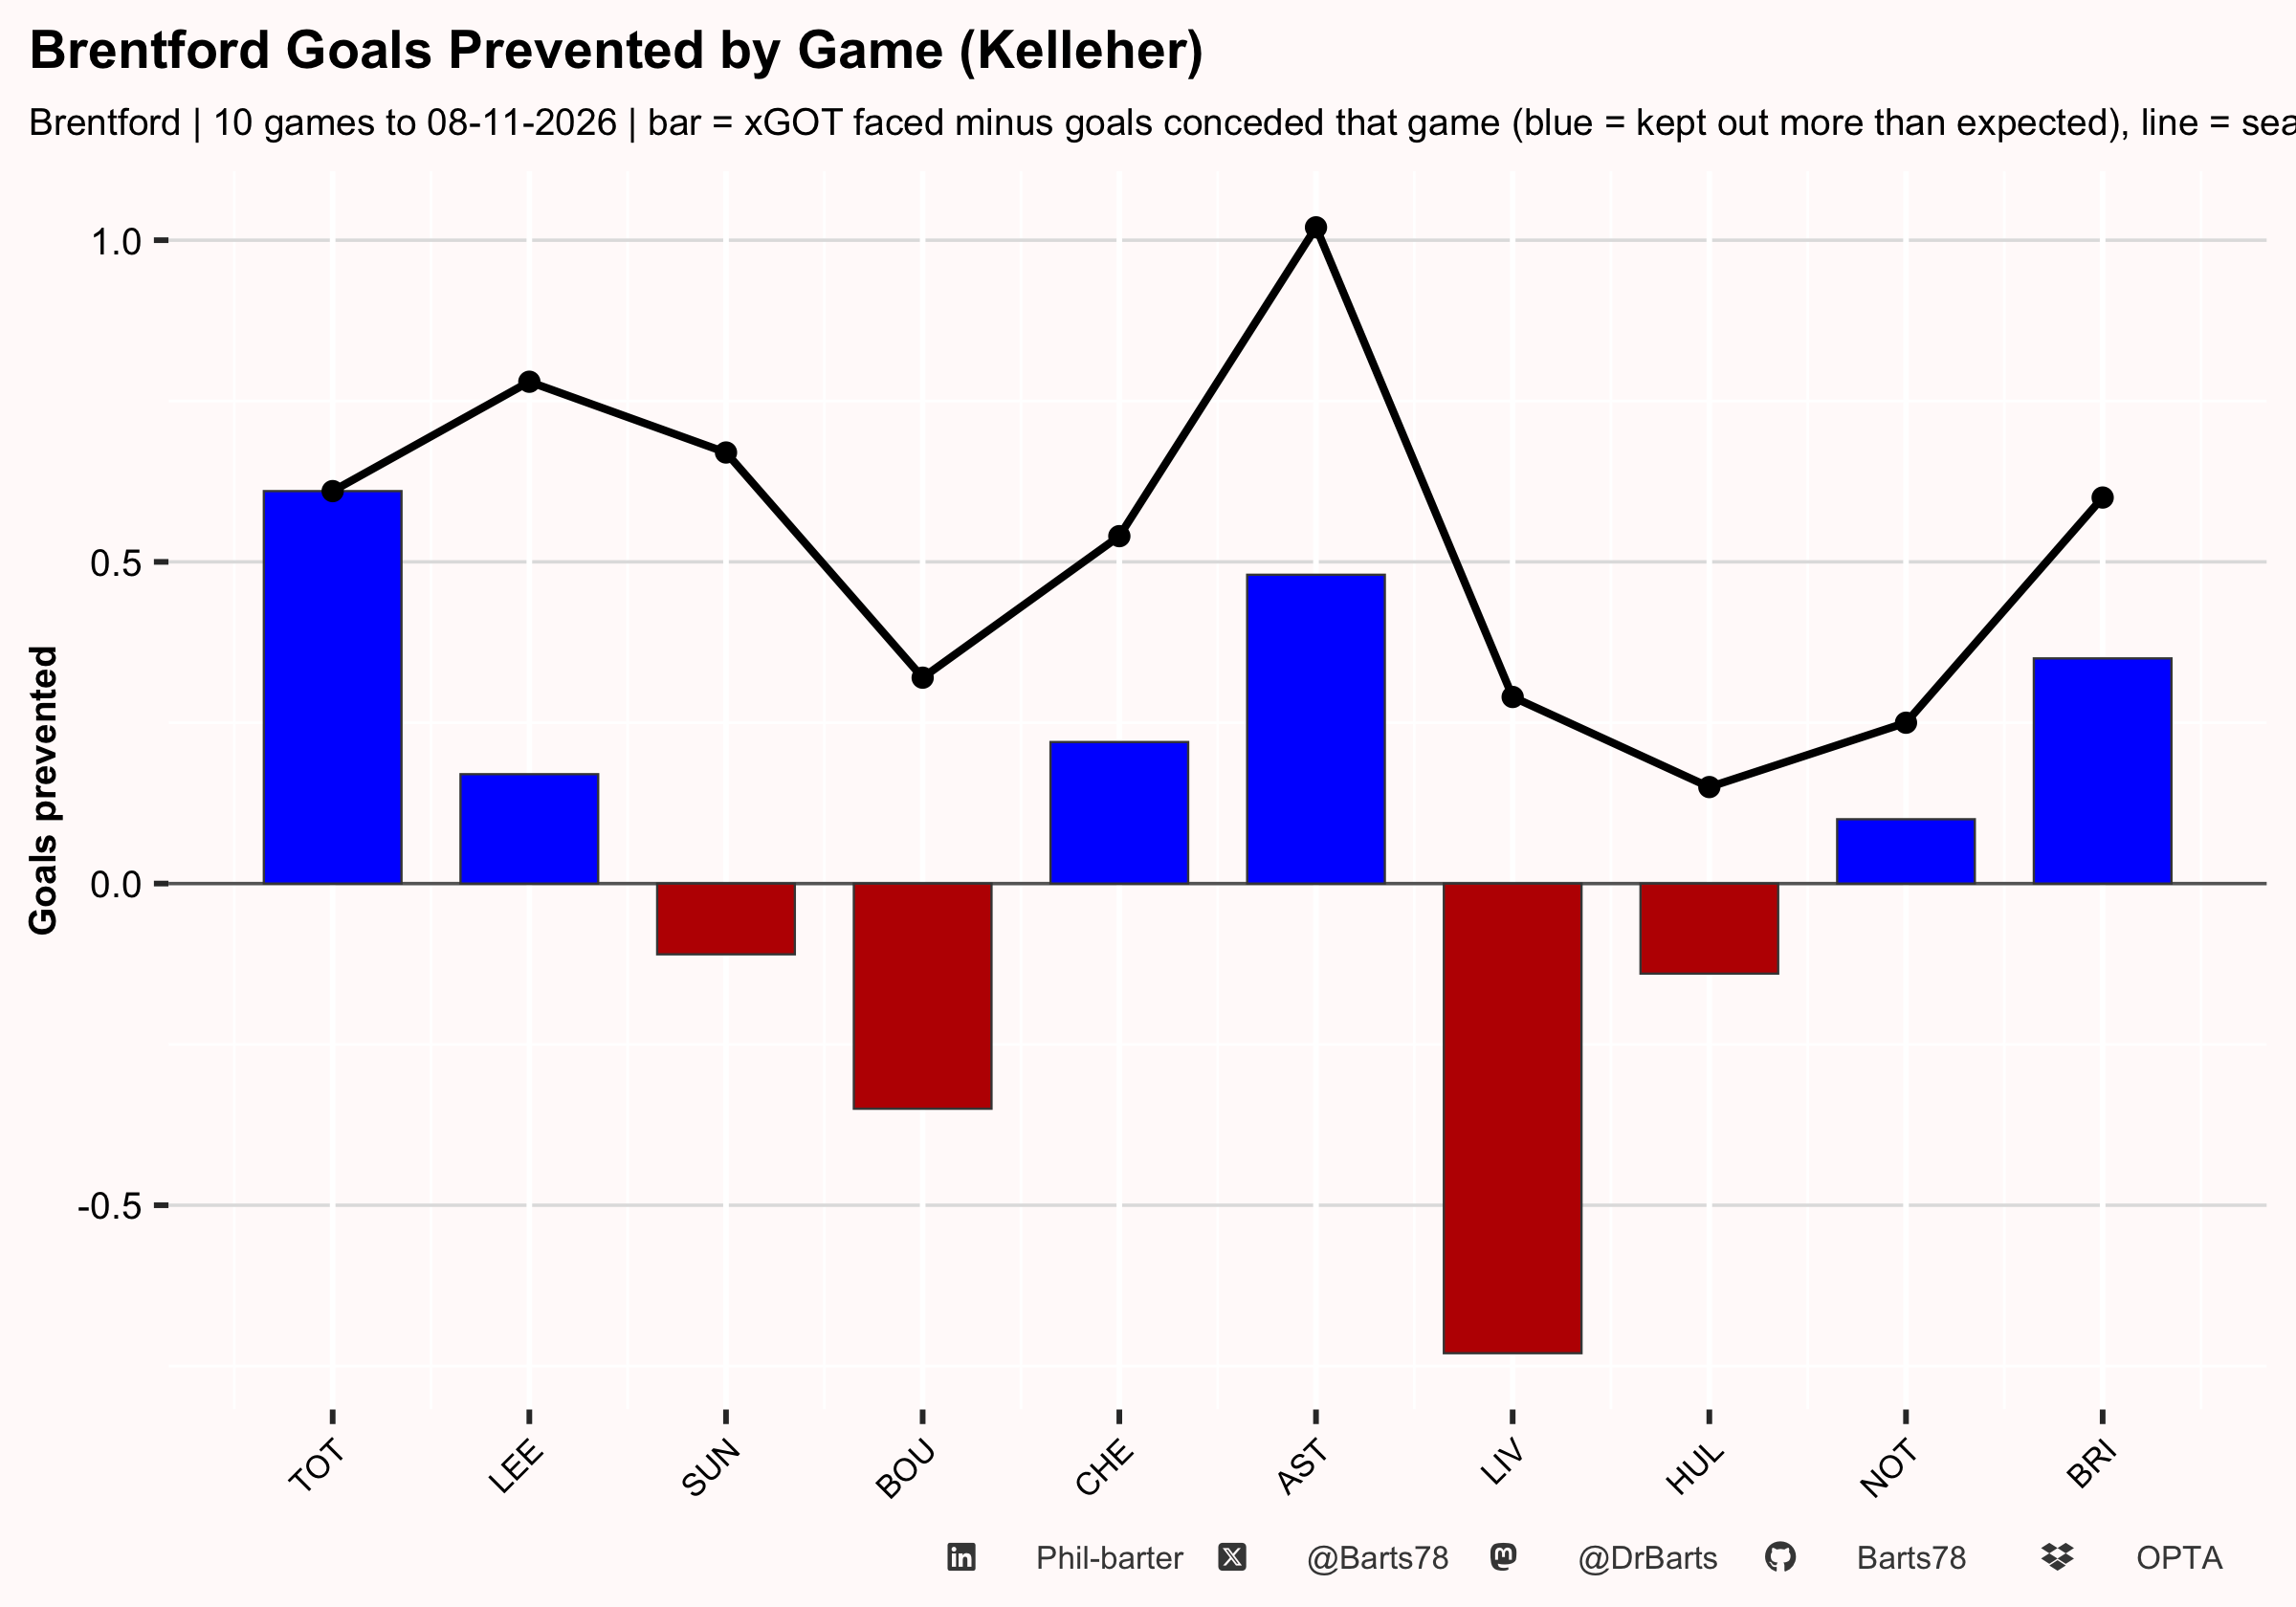 Brentford Goals Prevented by Game (Kelleher)
Brentford | 10 games to 08-11-2026 | bar = xGOT faced minus goals conceded that game (blue = kept out more than expected), line = sea
Goals prevented
1.0
0.5
0.0
-0.5
TOT
LEE
SUN
BOU
CHE
AST
LIV
HUL
NOT
BRI
Phil-barter @Barts78 @DrBarts Barts78 OPTA